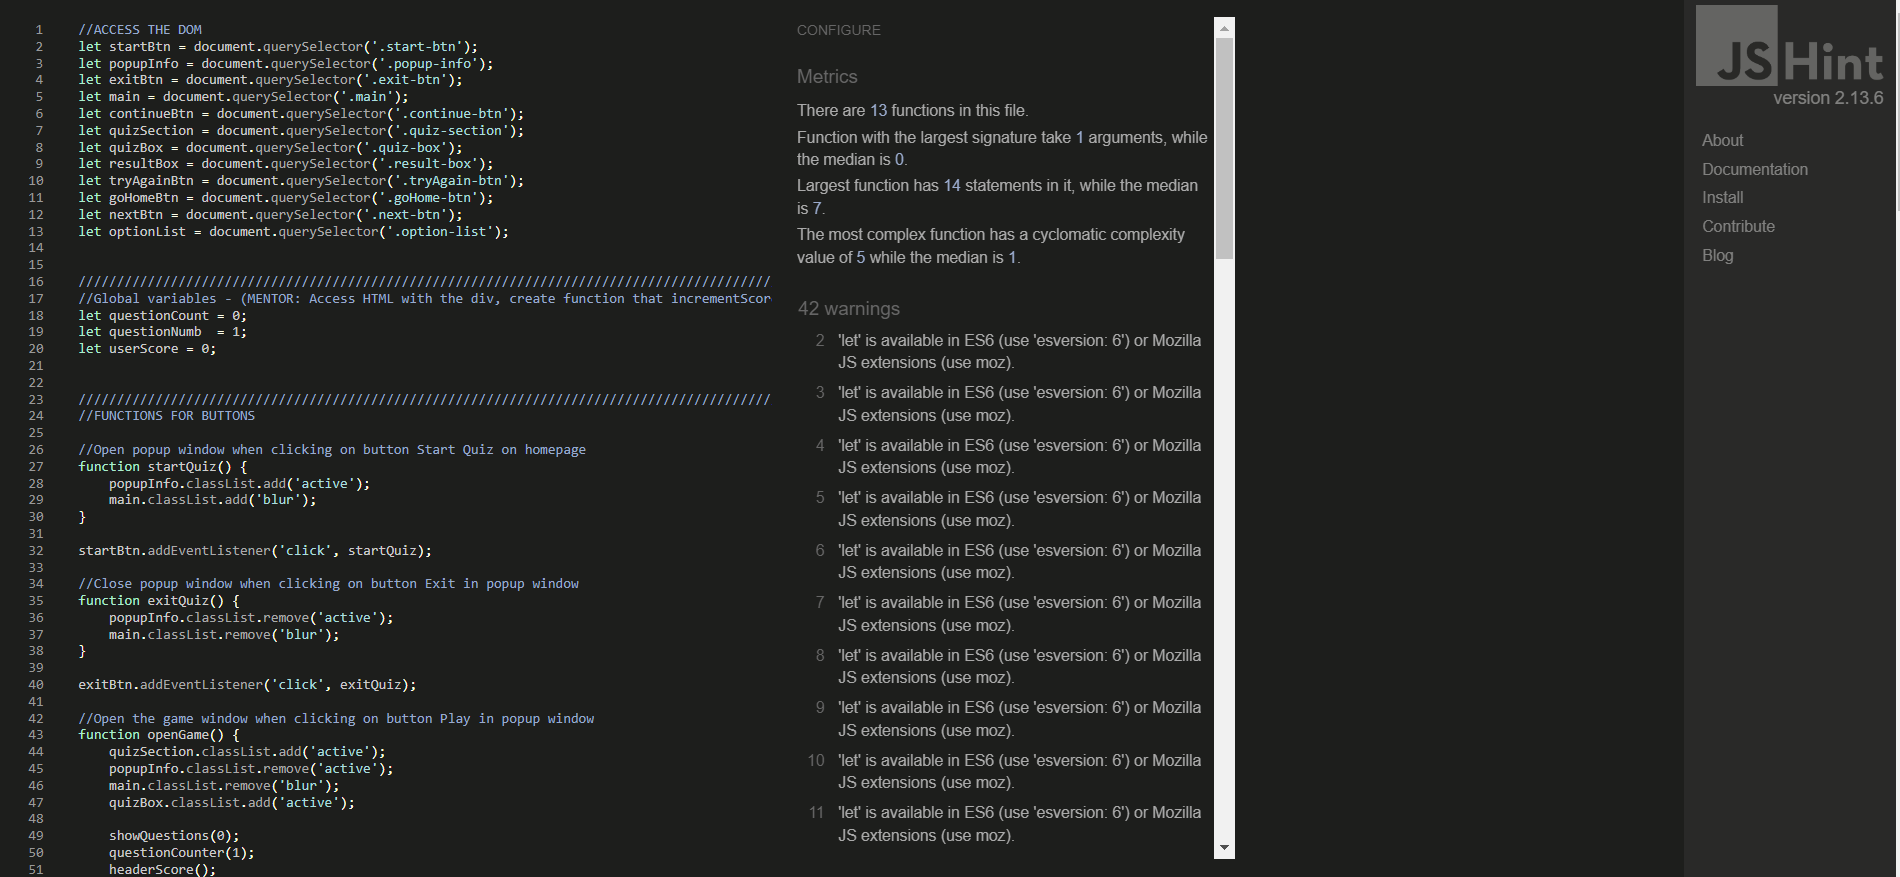 1 //ACCESS THE DOM
2 let startBtn = document.querySelector('.start-btn');
3 let popupInfo = document.querySelector('.popup-info');
4 let exitBtn = document.querySelector('.exit-btn');
5 let main = document.querySelector('.main');
6 let continueBtn = document.querySelector('.continue-btn');
7 let quizSection = document.querySelector('.quiz-section');
8 let quizBox = document.querySelector('.quiz-box');
9 let resultBox = document.querySelector('.result-box');
10 let tryAgainBtn = document.querySelector('.tryAgain-btn');
11 let goHomeBtn = document.querySelector('.goHome-btn');
12 let nextBtn = document.querySelector('.next-btn');
13 let optionList = document.querySelector('.option-list');
14
15
16 //////////////////////////////////////////////////////////////////////////////////////////
17 //Global variables - (MENTOR: Access HTML with the div, create function that incrementScor
18 let questionCount = 0;
19 let questionNumb  = 1;
20 let userScore = 0;
21
22
23 //////////////////////////////////////////////////////////////////////////////////////////
24 //FUNCTIONS FOR BUTTONS
25
26 //Open popup window when clicking on button Start Quiz on homepage
27 function startQuiz() {
28     popupInfo.classList.add('active');
29     main.classList.add('blur');
30 }
31
32 startBtn.addEventListener('click', startQuiz);
33
34 //Close popup window when clicking on button Exit in popup window
35 function exitQuiz() {
36     popupInfo.classList.remove('active');
37     main.classList.remove('blur');
38 }
39
40 exitBtn.addEventListener('click', exitQuiz);
41
42 //Open the game window when clicking on button Play in popup window
43 function openGame() {
44     quizSection.classList.add('active');
45     popupInfo.classList.remove('active');
46     main.classList.remove('blur');
47     quizBox.classList.add('active');
48
49     showQuestions(0);
50     questionCounter(1);
51     headerScore();
CONFIGURE
Metrics
There are 13 functions in this file.
Function with the largest signature take 1 arguments, while
the median is 0.
Largest function has 14 statements in it, while the median
is 7.
The most complex function has a cyclomatic complexity
value of 5 while the median is 1.
42 warnings
2 'let' is available in ES6 (use 'esversion: 6') or Mozilla
JS extensions (use moz).
3 'let' is available in ES6 (use 'esversion: 6') or Mozilla
JS extensions (use moz).
4 'let' is available in ES6 (use 'esversion: 6') or Mozilla
JS extensions (use moz).
5 'let' is available in ES6 (use 'esversion: 6') or Mozilla
JS extensions (use moz).
6 'let' is available in ES6 (use 'esversion: 6') or Mozilla
JS extensions (use moz).
7 'let' is available in ES6 (use 'esversion: 6') or Mozilla
JS extensions (use moz).
8 'let' is available in ES6 (use 'esversion: 6') or Mozilla
JS extensions (use moz).
9 'let' is available in ES6 (use 'esversion: 6') or Mozilla
JS extensions (use moz).
10 'let' is available in ES6 (use 'esversion: 6') or Mozilla
JS extensions (use moz).
11 'let' is available in ES6 (use 'esversion: 6') or Mozilla
JS extensions (use moz).
JSHint
version 2.13.6
About
Documentation
Install
Contribute
Blog